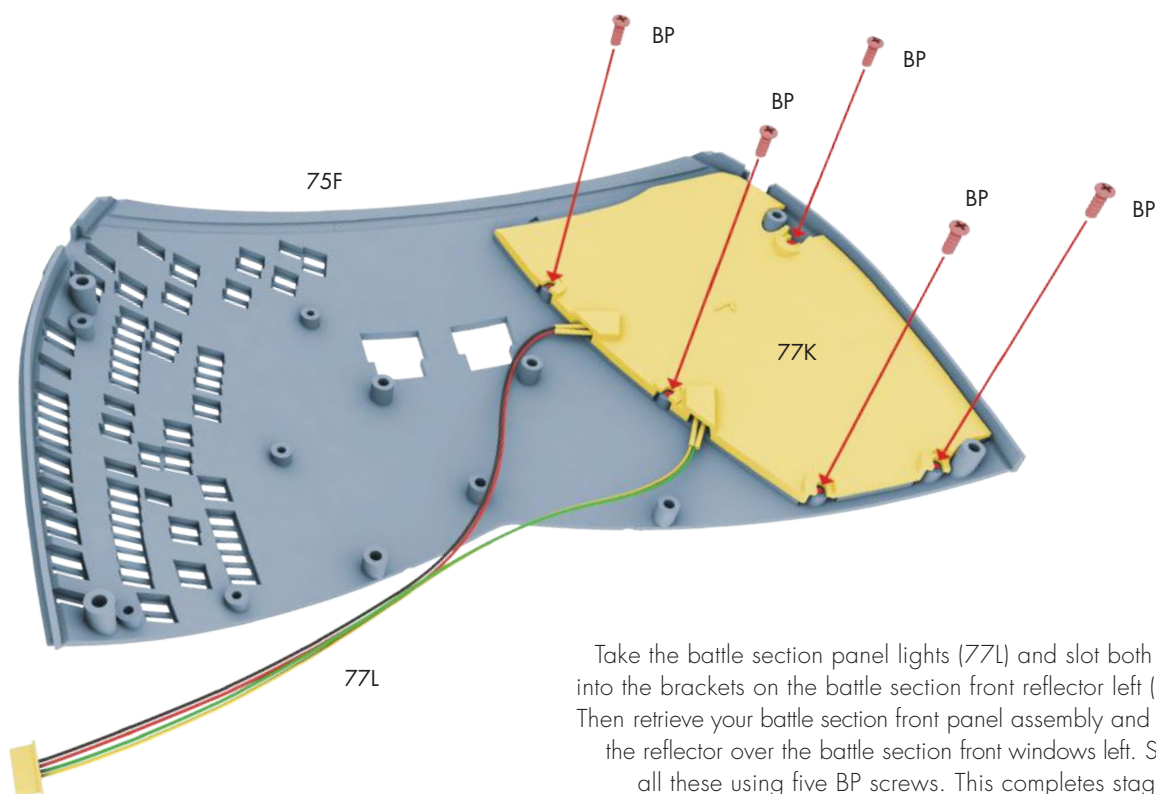 BP
BP
BP
75F
BP
BP
77K
77L
Take the battle section panel lights (77L) and slot both
into the brackets on the battle section front reflector left (
Then retrieve your battle section front panel assembly and
the reflector over the battle section front windows left.
all these using five BP screws. This completes